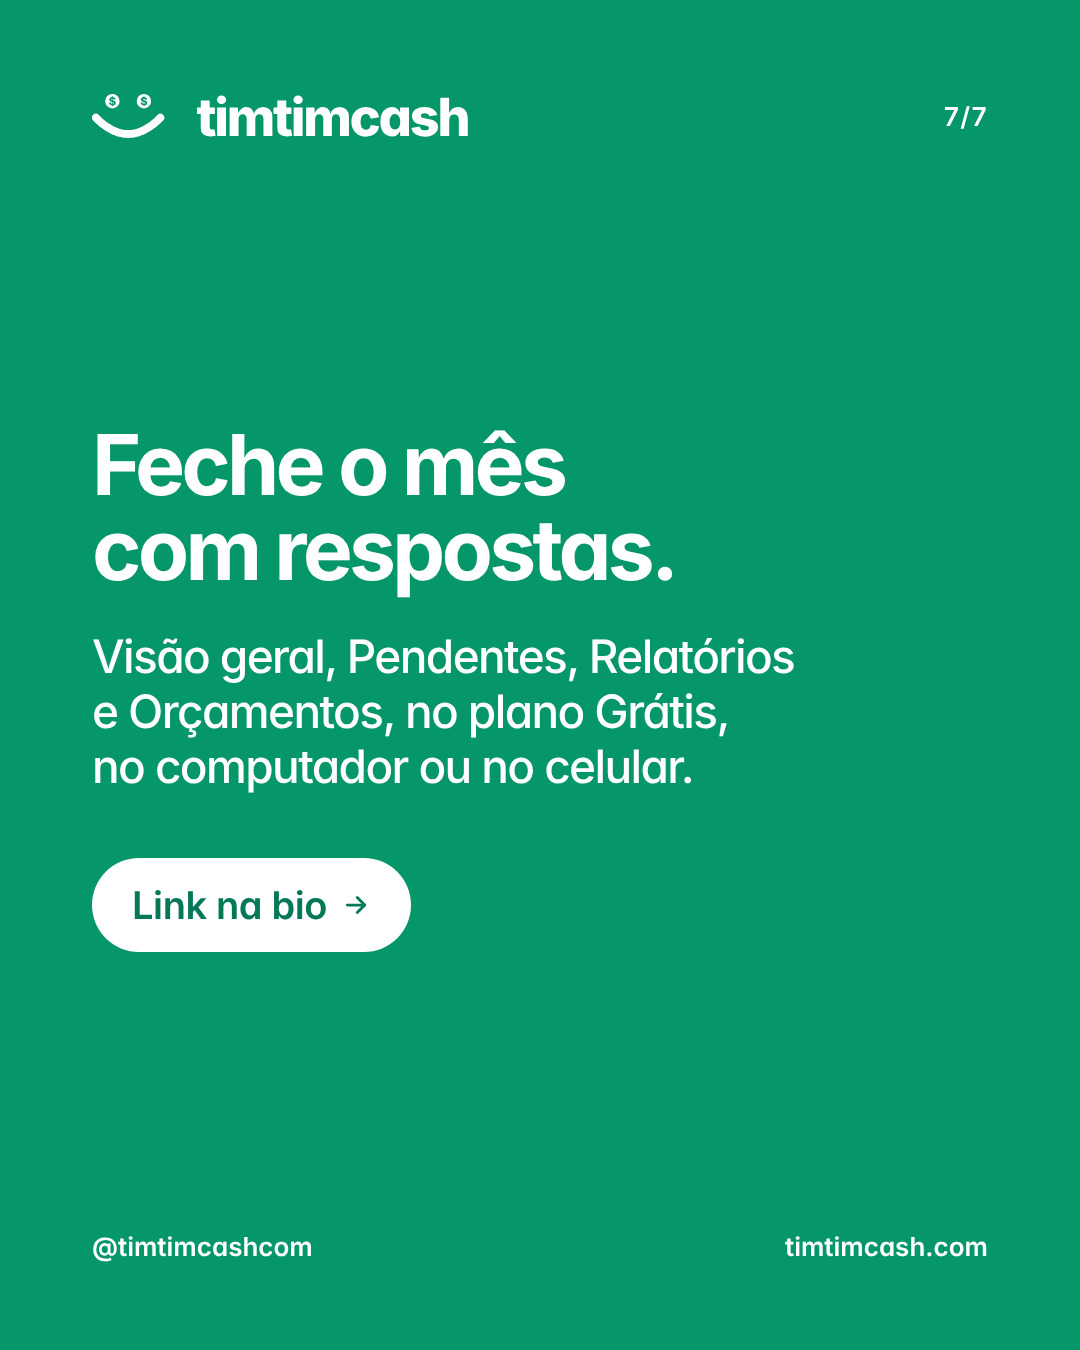 timtimcash
7/7
Feche o mês
com respostas.
Visão geral, Pendentes, Relatórios
e Orçamentos, no plano Grátis,
no computador ou no celular.
Link na bio →
@timtimcashcom
timtimcash.com